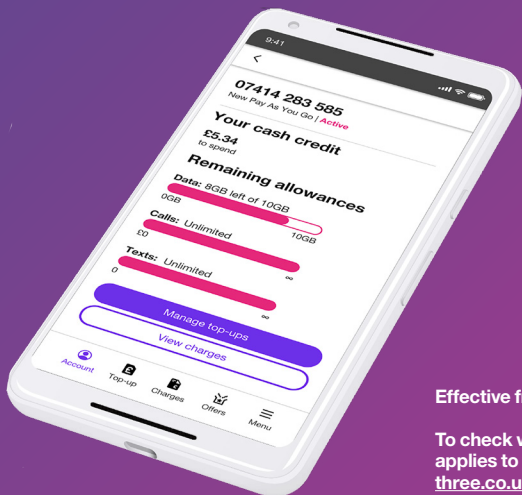 9:41
07414 283 585
New Pay As You Go | Active
Your cash credit
£5.34
to spend
Remaining allowances
Data: 8GB left of 10GB
0GB 10GB
Calls: Unlimited
£0 ∞
Texts: Unlimited
0 ∞
Manage top-ups
View charges
Account Top-up Charges Offers Menu
Effective
To check
applies to
three.co.u